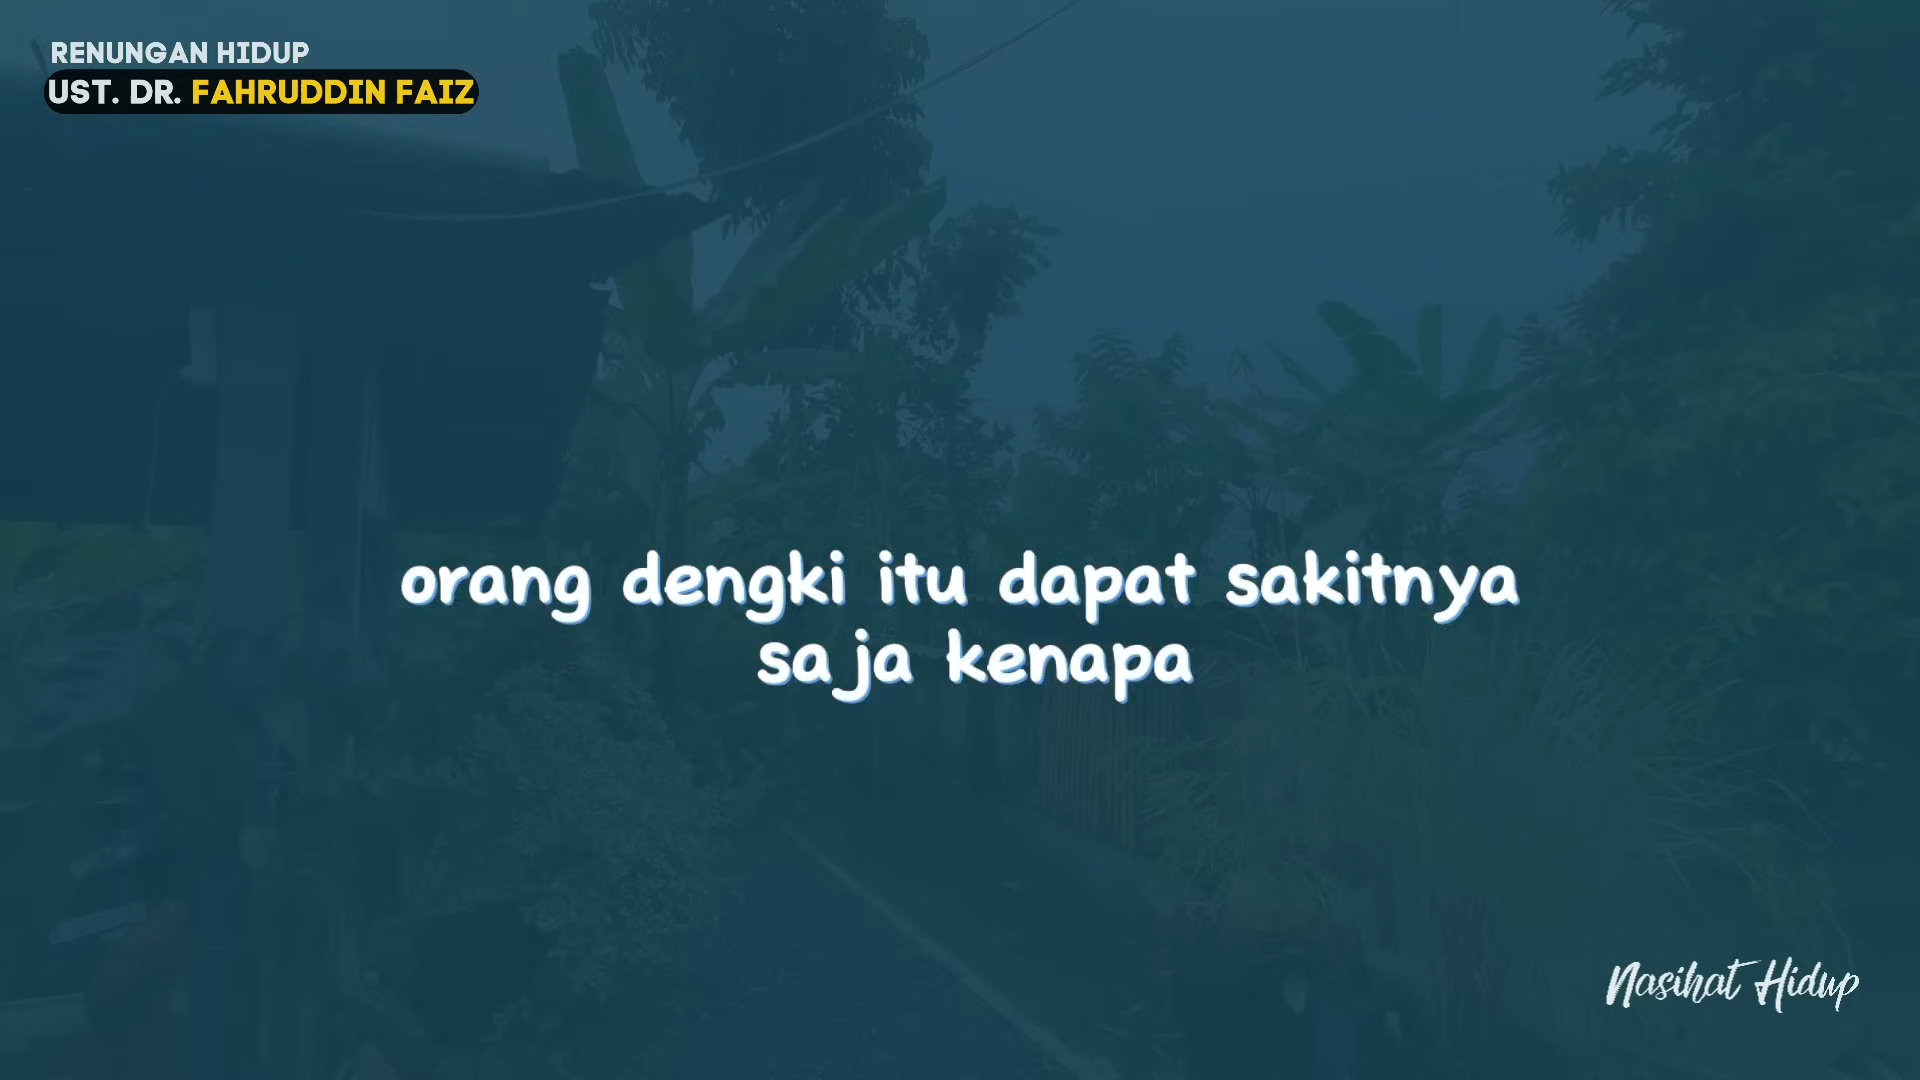 RENUNGAN HIDUP
UST. DR. FAHRUDDIN FAIZ
orang dengki itu dapat sakitnya
saja kenapa
Nasihat Hidup